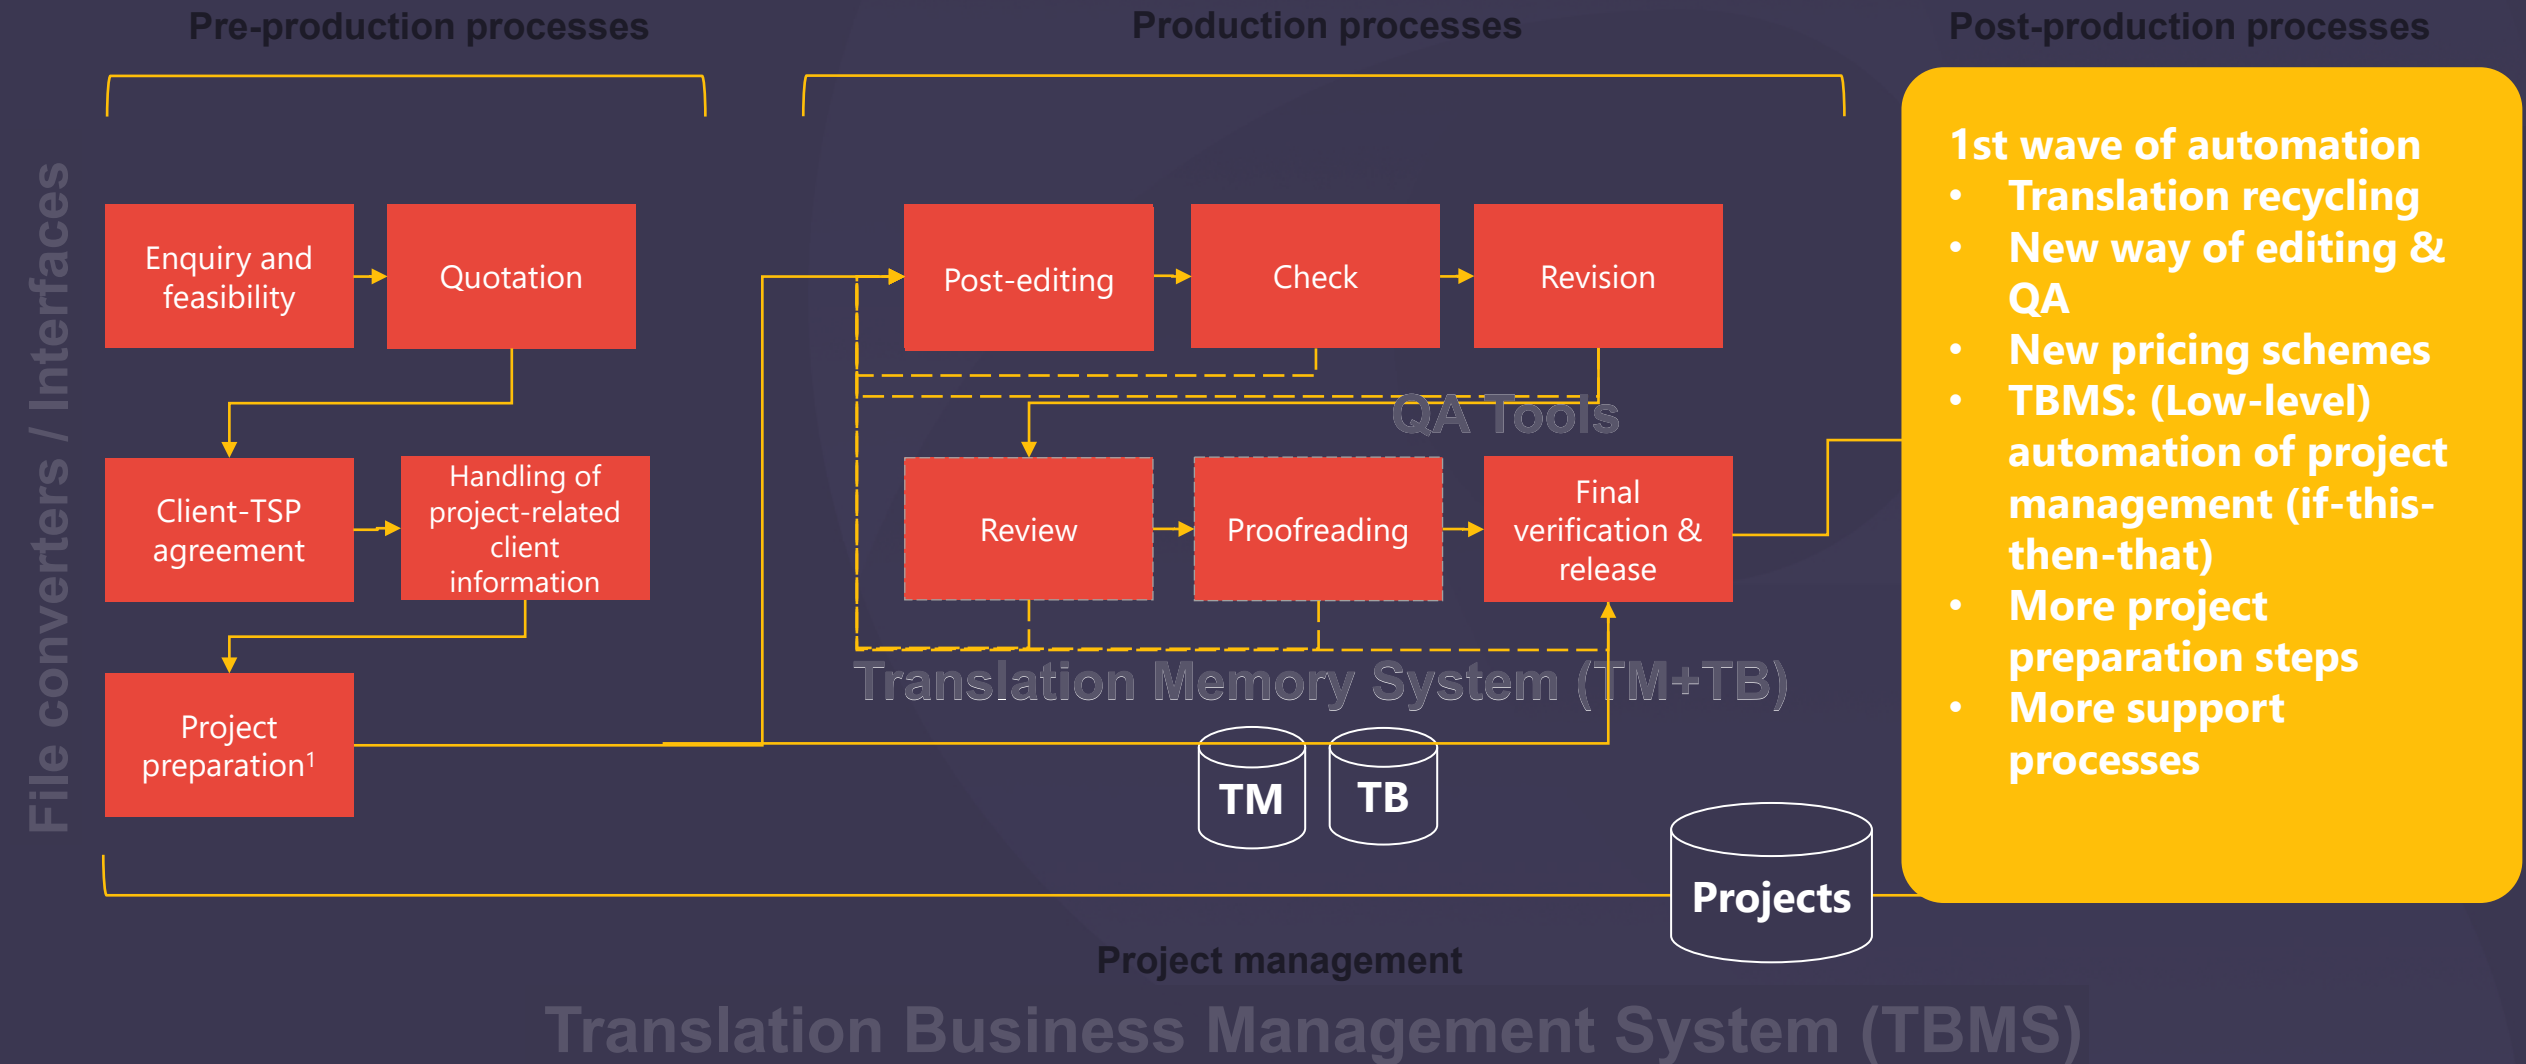 Pre-production processes
Production processes
Post-production processes
File converters / Interfaces
Enquiry and
feasibility
Quotation
Client-TSP
agreement
Handling of
project-related
client
information
Project
preparation¹
Post-editing
Check
Revision
QA Tools
Review
Proofreading
Final
verification &
release
Translation Memory System (TM+TB)
TM
TB
Projects
1st wave of automation
• Translation recycling
• New way of editing &
QA
• New pricing schemes
• TBMS: (Low-level)
automation of project
management (if-this-
then-that)
• More project
preparation steps
• More support
processes
Project management
Translation Business Management System (TBMS)